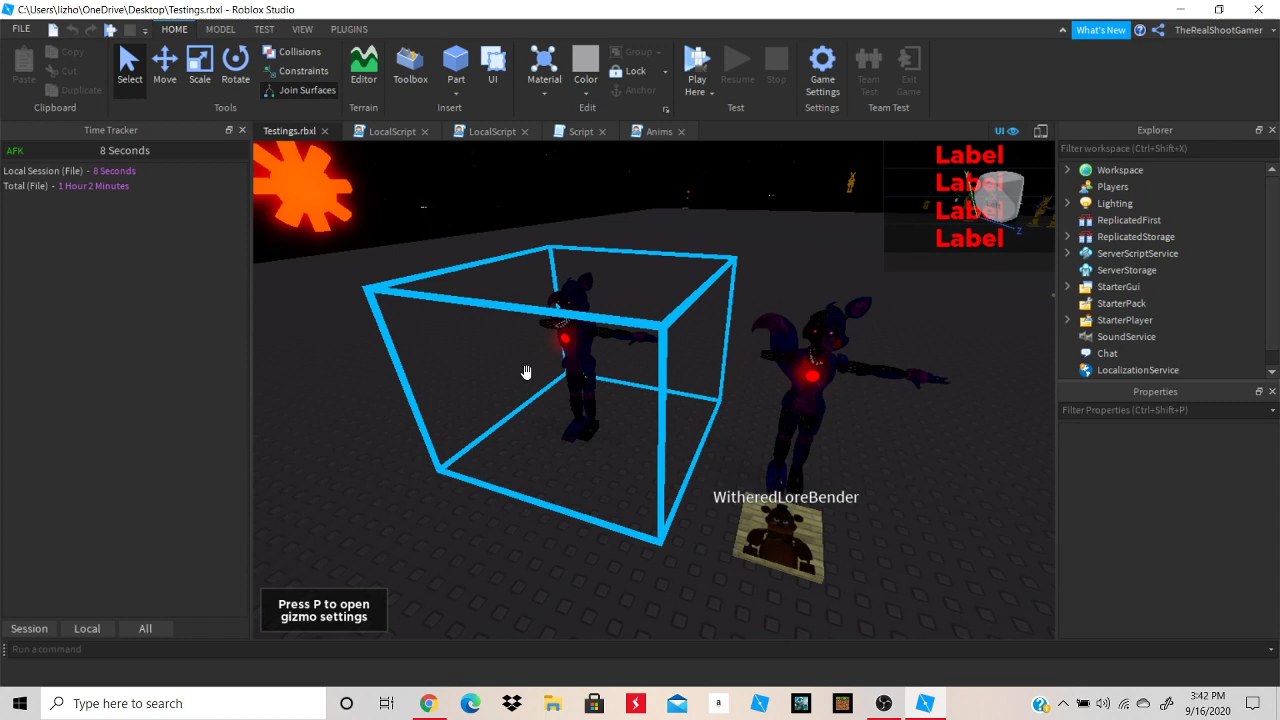 C:\Users\lizho\OneDrive\Desktop\Testings.rbxl - Roblox Studio
FILE HOME MODEL TEST VIEW PLUGINS What's New TheRealShootGamer
Paste Copy Cut Duplicate
Select Move Scale Rotate Collisions Constraints Join Surfaces
Editor Toolbox Part UI
Material Color Group Lock Anchor
Play Here Resume Stop
Game Settings
Team Test Exit Game
Clipboard Tools Terrain Insert Edit Test Settings Team Test
Time Tracker
Testings.rbxl LocalScript LocalScript Script Anims UI
AFK 8 Seconds
Local Session (File) - 8 Seconds
Total (File) - 1 Hour 2 Minutes
Label
Label
Label
Label
Z
WitheredLoreBender
Press P to open
gizmo settings
Explorer
Filter workspace (Ctrl+Shift+X)
Workspace
Players
Lighting
ReplicatedFirst
ReplicatedStorage
ServerScriptService
ServerStorage
StarterGui
StarterPack
StarterPlayer
SoundService
Chat
LocalizationService
Properties
Filter Properties (Ctrl+Shift+P)
Session Local All
Run a command
Type here to search
3:42 PM
9/16/2020